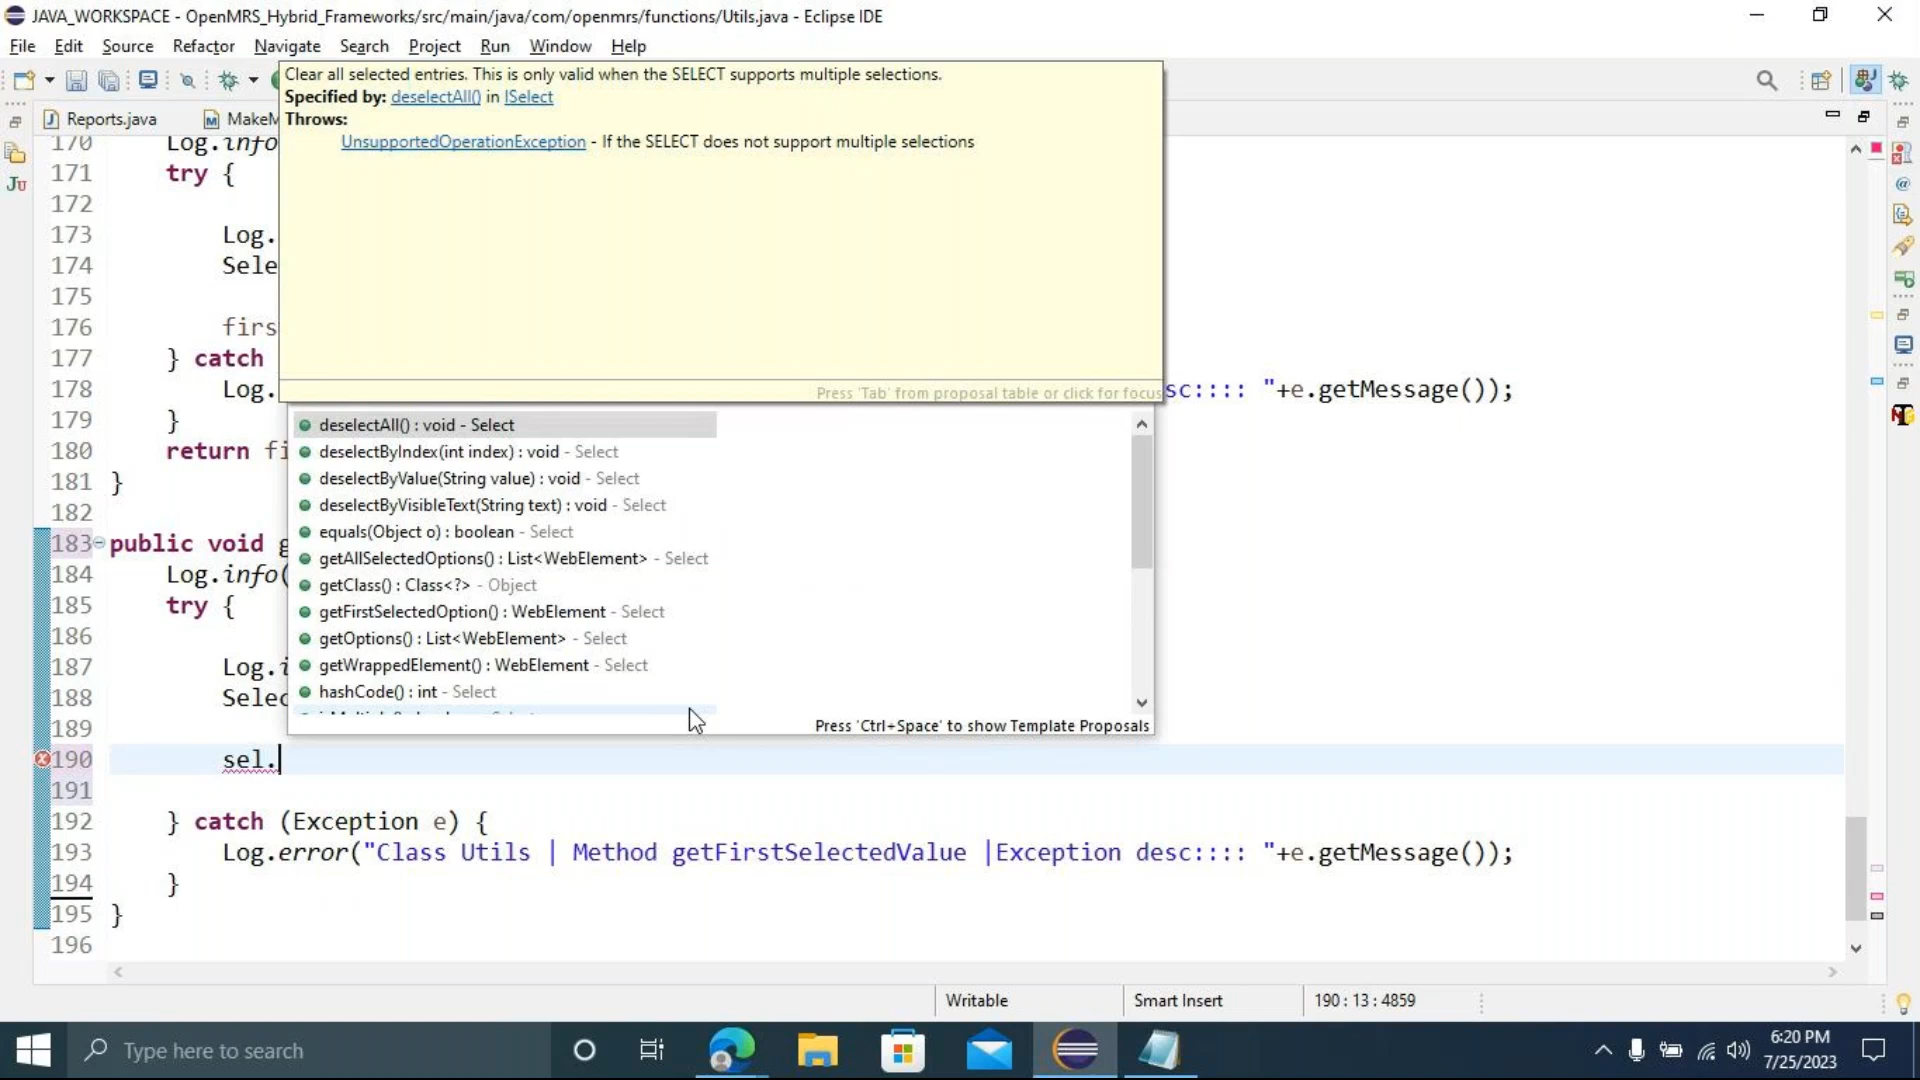 JAVA_WORKSPACE - OpenMRS_Hybrid_Frameworks/src/main/java/com/openmrs/functions/Utils.java - Eclipse IDE
File Edit Source Refactor Navigate Search Project Run Window Help
Clear all selected entries. This is only valid when the SELECT supports multiple selections.
Specified by: deselectAll() in ISelect
Throws:
UnsupportedOperationException - If the SELECT does not support multiple selections
Press 'Tab' from proposal table or click for focus
Reports.java MakeM
170 Log.info
171 try {
172
173 Log.
174 Sele
175
176 firs
177 } catch
178 Log. sc:::: "+e.getMessage());
179 }
180 return fi
181 }
182
183 public void g
184 Log.info(
185 try {
186
187 Log.i
188 Selec
189
deselectAll() : void - Select
deselectByIndex(int index) : void - Select
deselectByValue(String value) : void - Select
deselectByVisibleText(String text) : void - Select
equals(Object o) : boolean - Select
getAllSelectedOptions() : List<WebElement> - Select
getClass() : Class<?> - Object
getFirstSelectedOption() : WebElement - Select
getOptions() : List<WebElement> - Select
getWrappedElement() : WebElement - Select
hashCode() : int - Select
Press 'Ctrl+Space' to show Template Proposals
190 sel.
191
192 } catch (Exception e) {
193 Log.error("Class Utils | Method getFirstSelectedValue |Exception desc:::: "+e.getMessage());
194 }
195 }
196
Writable Smart Insert 190 : 13 : 4859
Type here to search
6:20 PM
7/25/2023